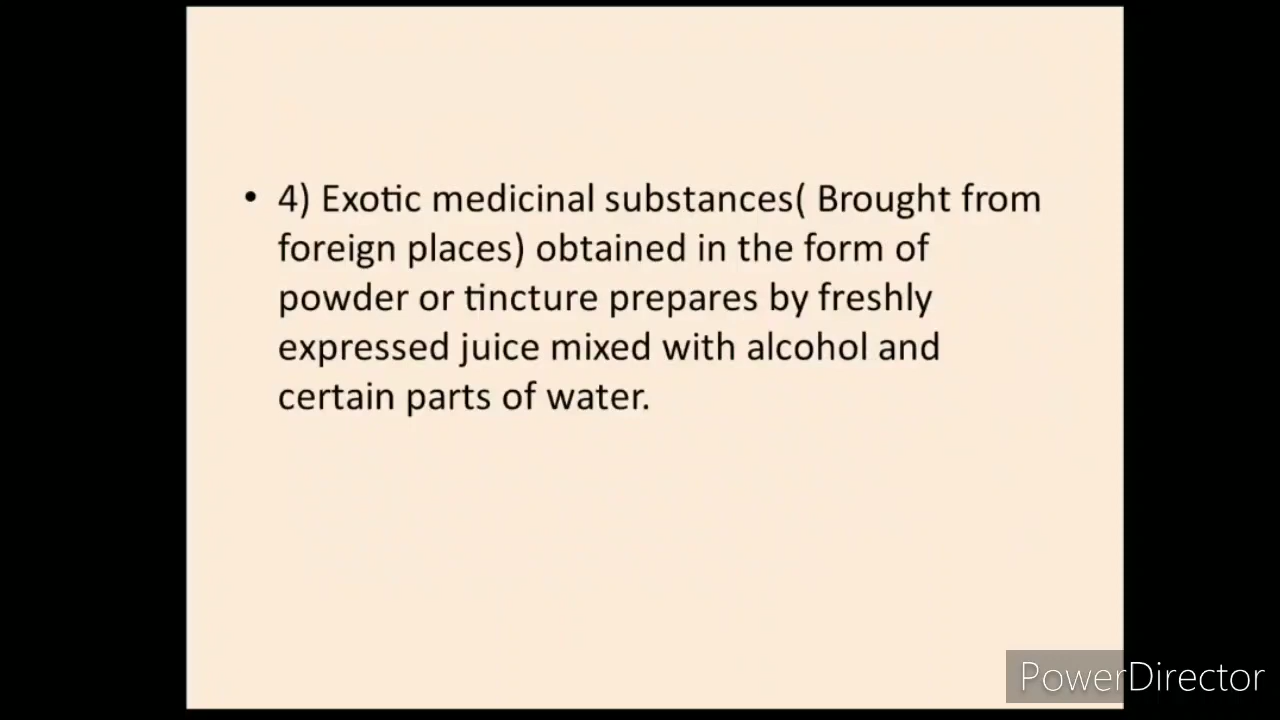 • 4) Exotic medicinal substances( Brought from
foreign places) obtained in the form of
powder or tincture prepares by freshly
expressed juice mixed with alcohol and
certain parts of water.
PowerDirector